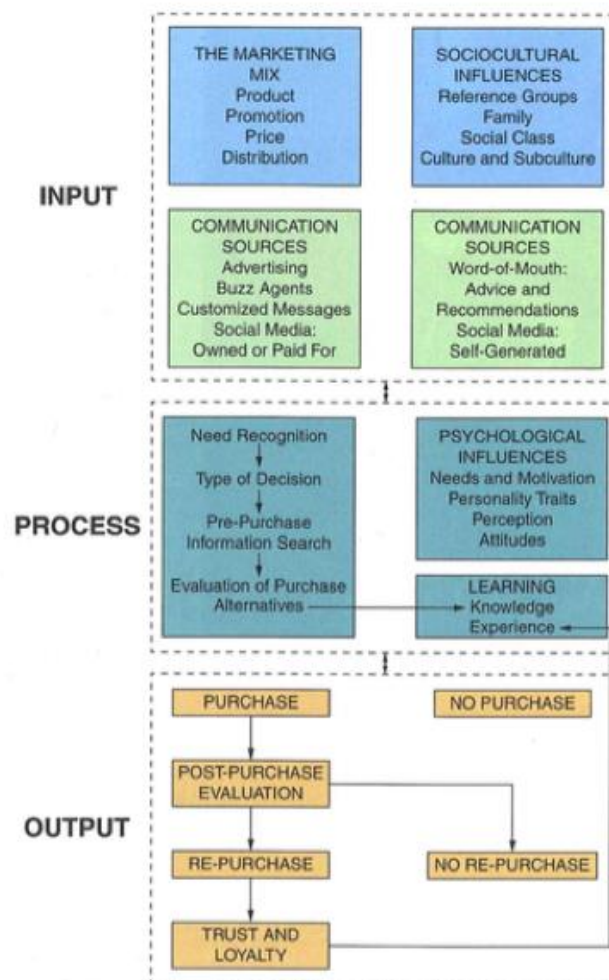 INPUT
THE MARKETING
MIX
Product
Promotion
Price
Distribution
SOCIOCULTURAL
INFLUENCES
Reference Groups
Family
Social Class
Culture and Subculture
COMMUNICATION
SOURCES
Advertising
Buzz Agents
Customized Messages
Social Media:
Owned or Paid For
COMMUNICATION
SOURCES
Word-of-Mouth:
Advice and
Recommendations
Social Media:
Self-Generated
PROCESS
Need Recognition
Type of Decision
Pre-Purchase
Information Search
Evaluation of Purchase
Alternatives
PSYCHOLOGICAL
INFLUENCES
Needs and Motivation
Personality Traits
Perception
Attitudes
LEARNING
Knowledge
Experience
OUTPUT
PURCHASE
NO PURCHASE
POST-PURCHASE
EVALUATION
RE-PURCHASE
NO RE-PURCHASE
TRUST AND
LOYALTY